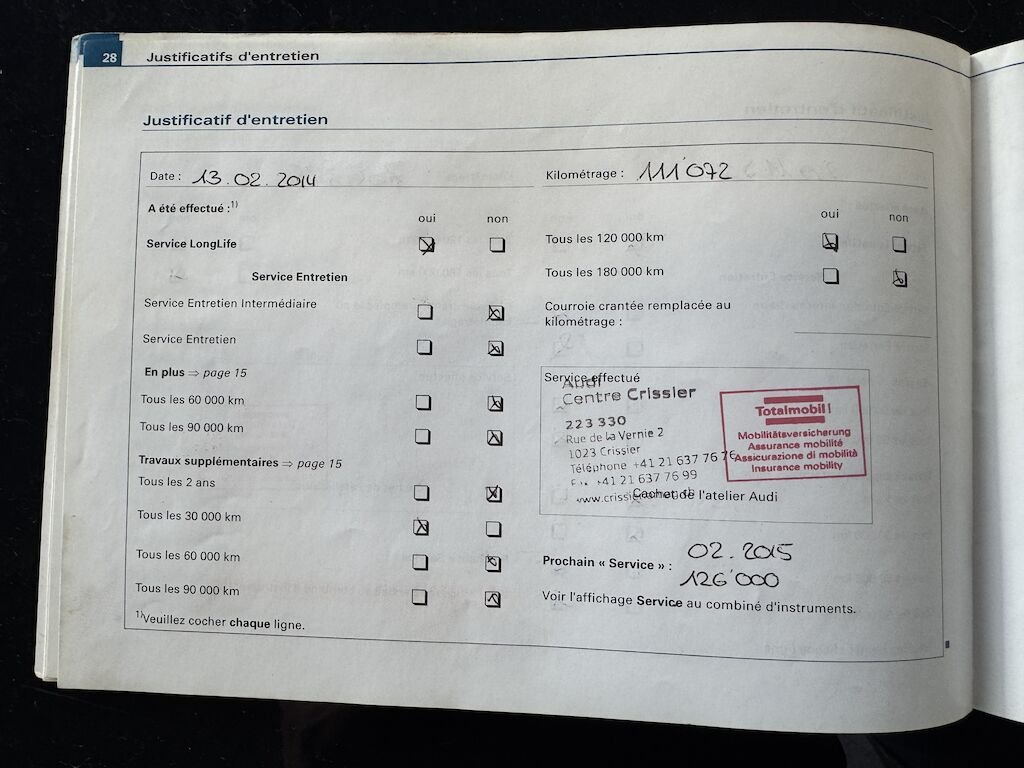 28 Justificatifs d'entretien
Justificatif d'entretien
Date : 13.02.2014
Kilométrage : 111'072
A été effectué :1)
oui non
Service LongLife
Service Entretien
Service Entretien Intermédiaire
Service Entretien
En plus ⇒ page 15
Tous les 60 000 km
Tous les 90 000 km
Travaux supplémentaires ⇒ page 15
Tous les 2 ans
Tous les 30 000 km
Tous les 60 000 km
Tous les 90 000 km
1)Veuillez cocher chaque ligne.
oui non
Tous les 120 000 km
Tous les 180 000 km
Courroie crantée remplacée au
kilométrage :
Service effectué
Audi
Centre Crissier
223 330
Rue de la Vernie 2
1023 Crissier
Téléphone +41 21 637 76 76
+41 21 637 76 99
Cachet de l'atelier Audi
Totalmobil!
Mobilitätsversicherung
Assurance mobilité
Assicurazione di mobilità
Insurance mobility
Prochain « Service » : 02.2015
126'000
Voir l'affichage Service au combiné d'instruments.